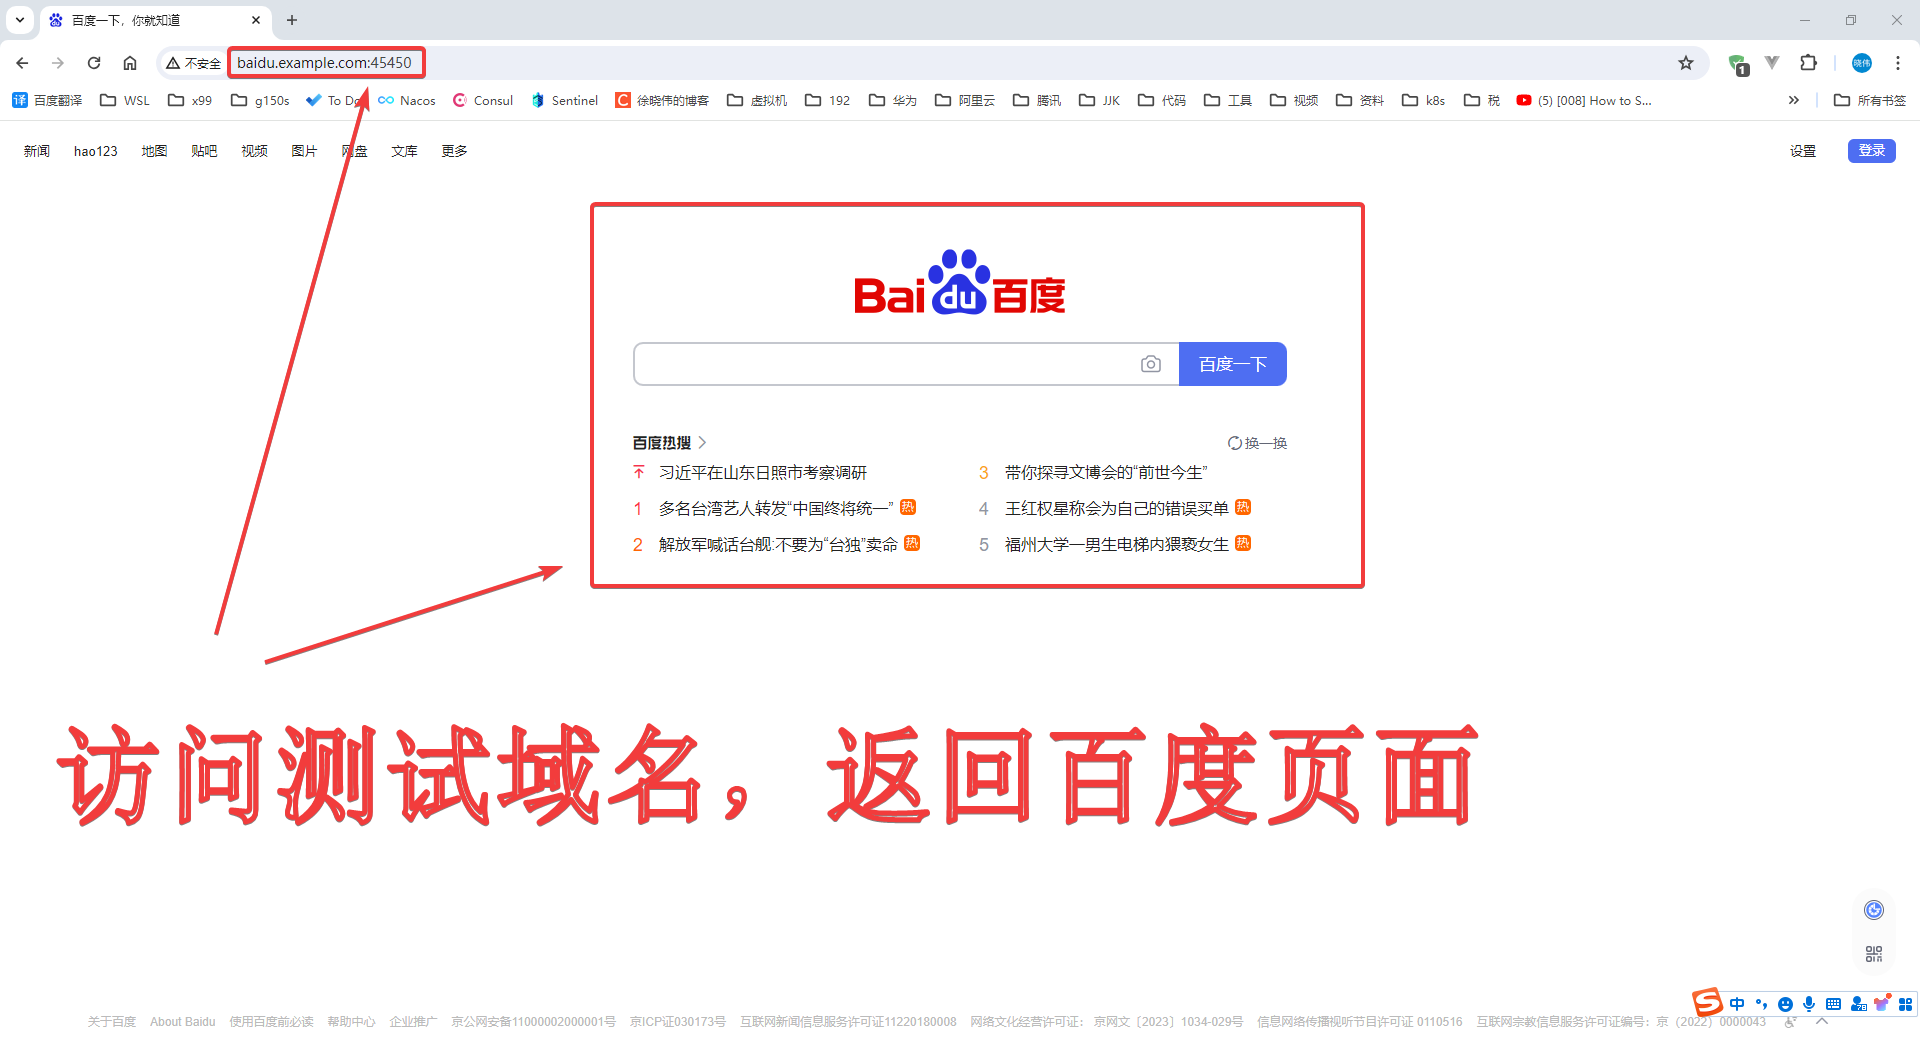 百度一下，你就知道
不安全 baidu.example.com:45450
晓伟
1
百度翻译 WSL x99 g150s To Do Nacos Consul Sentinel 徐晓伟的博客 虚拟机 192 华为 阿里云 腾讯 JJK 代码 工具 视频 资料 k8s 税 (5) [008] How to S... 所有书签
新闻 hao123 地图 贴吧 视频 图片 网盘 文库 更多 设置 登录
Bai du 百度
百度一下
百度热搜 换一换
习近平在山东日照市考察调研
3 带你探寻文博会的“前世今生”
1 多名台湾艺人转发“中国终将统一” 热
4 王红权星称会为自己的错误买单 热
2 解放军喊话台舰:不要为“台独”卖命 热
5 福州大学一男生电梯内猥亵女生 热
访问测试域名，返回百度页面
中
关于百度 About Baidu 使用百度前必读 帮助中心 企业推广 京公网安备11000002000001号 京ICP证030173号 互联网新闻信息服务许可证11220180008 网络文化经营许可证： 京网文〔2023〕1034-029号 信息网络传播视听节目许可证 0110516 互联网宗教信息服务许可证编号：京（2022）0000043